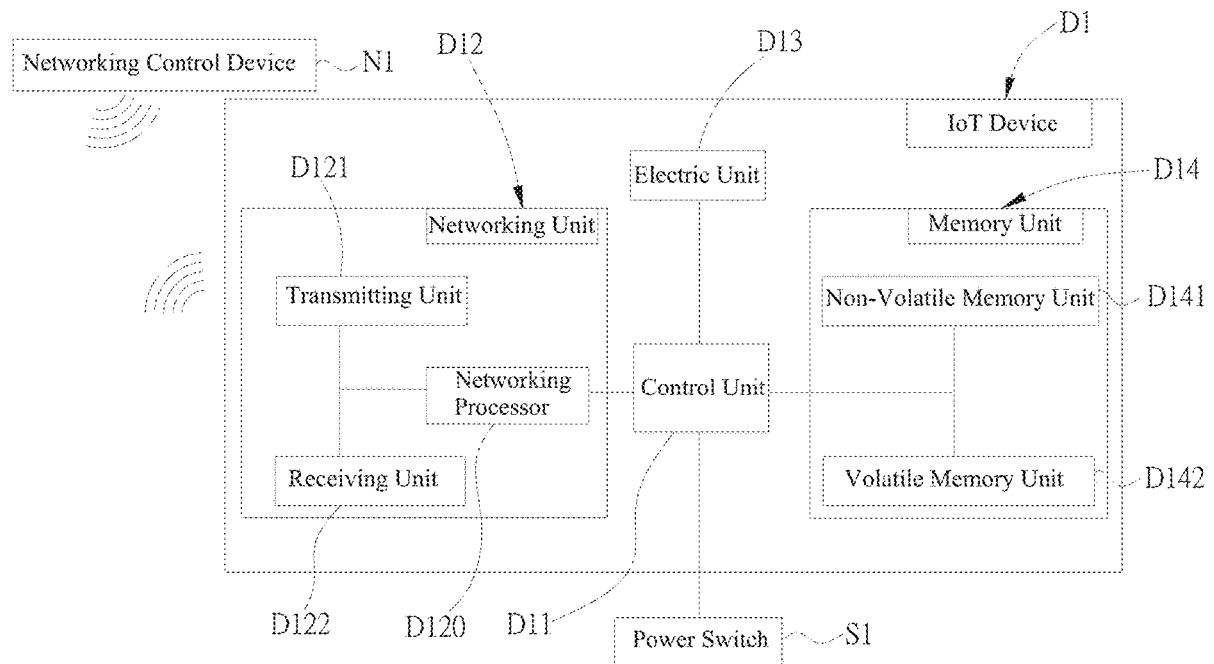 D1
D12
D13
Networking Control Device
N1
IoT Device
D121
Electric Unit
D14
Networking Unit
Memory Unit
Transmitting Unit
Non-Volatile Memory Unit
D141
Networking
Processor
Control Unit
Receiving Unit
Volatile Memory Unit
D142
D122
D120
D11
Power Switch
S1